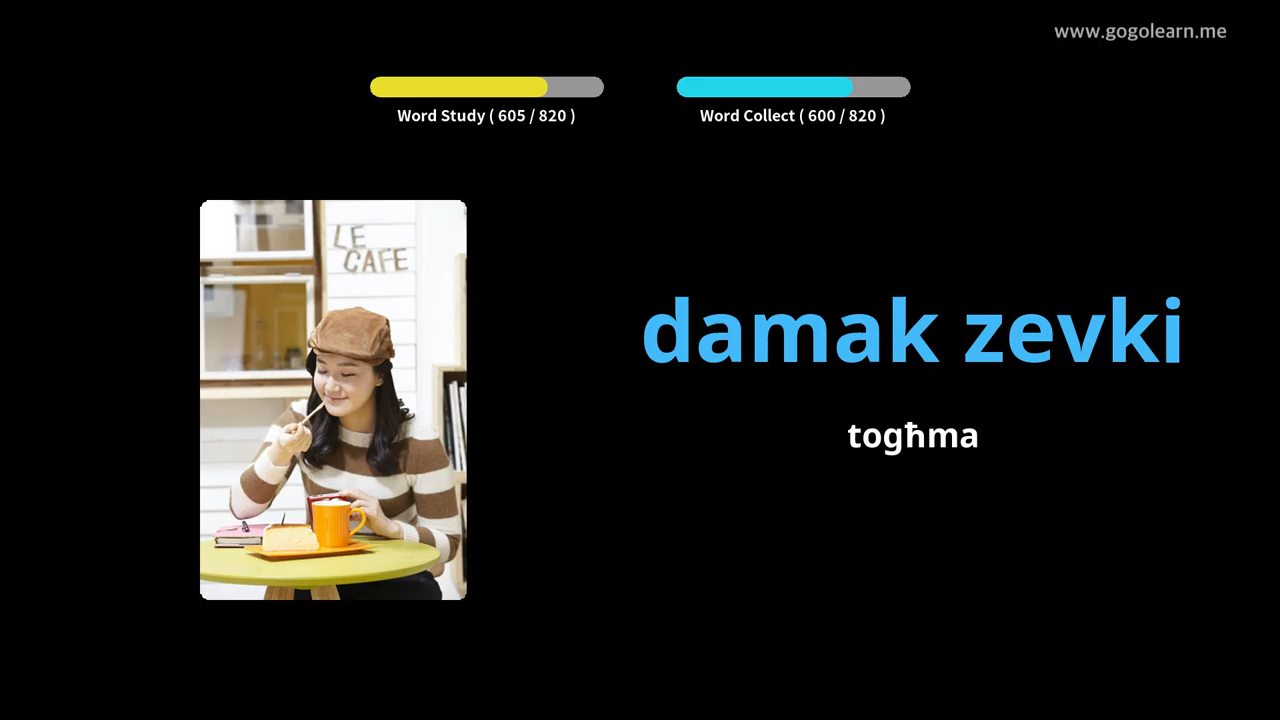 www.gogolearn.me
Word Study ( 605 / 820 )
Word Collect ( 600 / 820 )
LE
CAFE
damak zevki
togħma